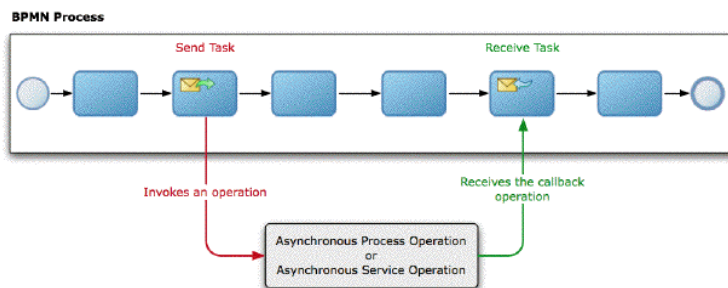 BPMN Process
Send Task
Receive Task
Invokes an operation
Receives the callback
operation
Asynchronous Process Operation
or
Asynchronous Service Operation